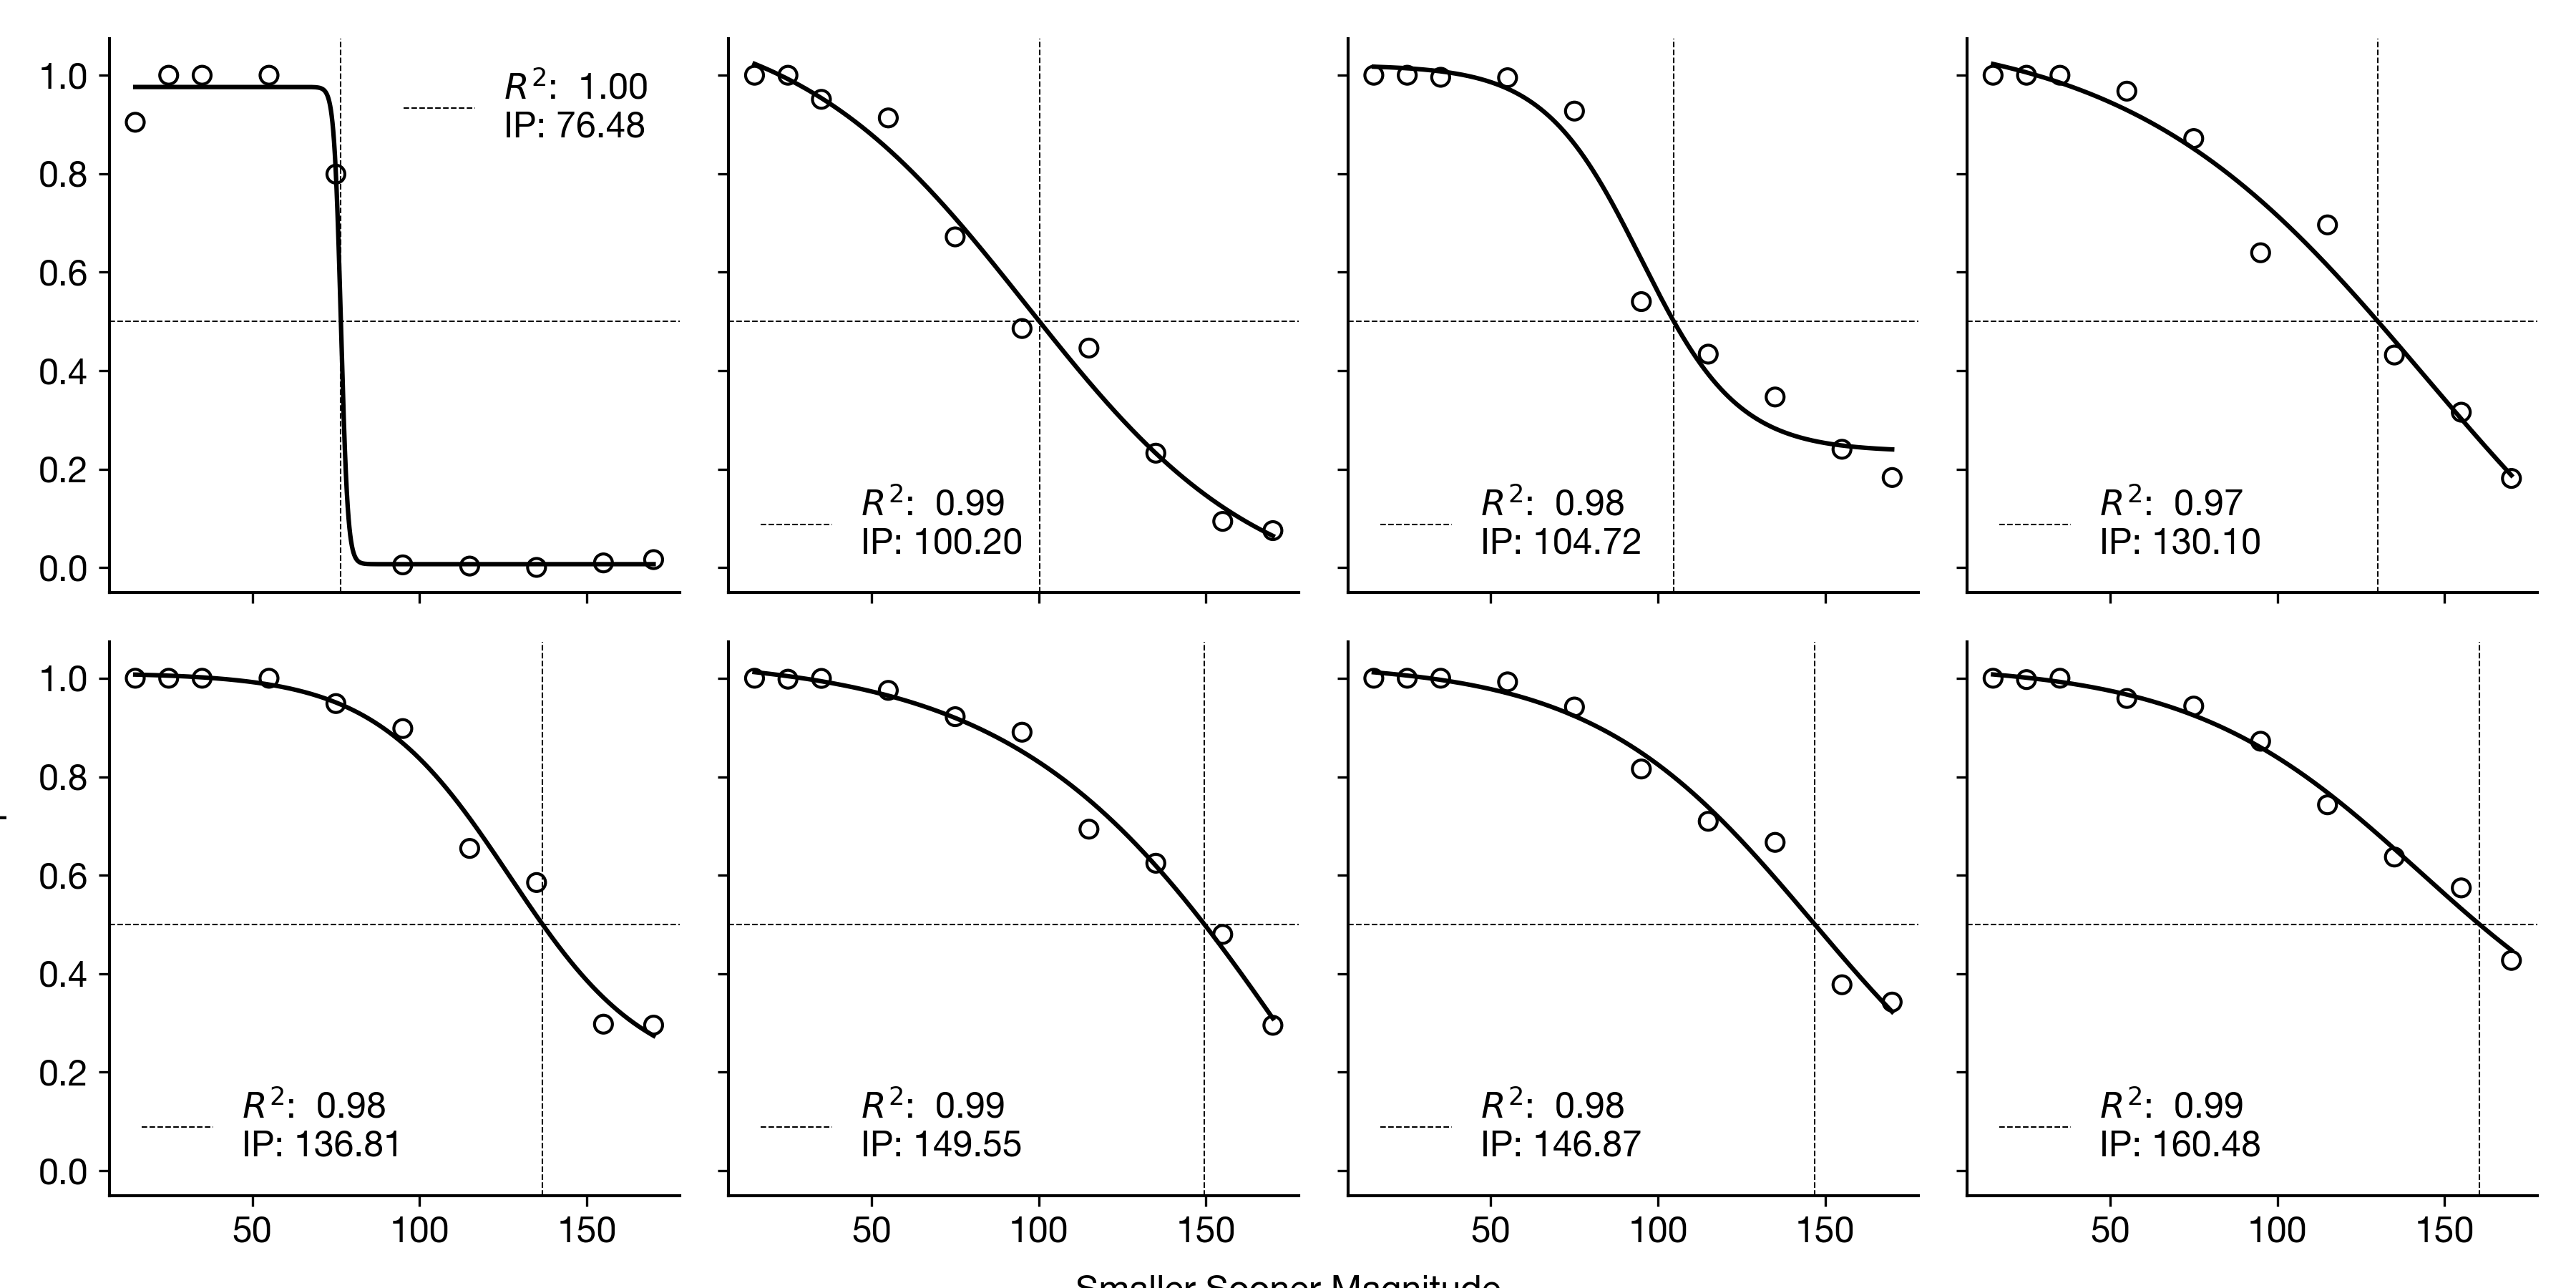 1.0
0.8
0.6
0.4
0.2
0.0
R²: 1.00
IP: 76.48
R²: 0.99
IP: 100.20
R²: 0.98
IP: 104.72
R²: 0.97
IP: 130.10
1.0
0.8
0.6
0.4
0.2
0.0
R²: 0.98
IP: 136.81
R²: 0.99
IP: 149.55
R²: 0.98
IP: 146.87
R²: 0.99
IP: 160.48
50 100 150
50 100 150
50 100 150
50 100 150
Smaller Sooner Magnitude